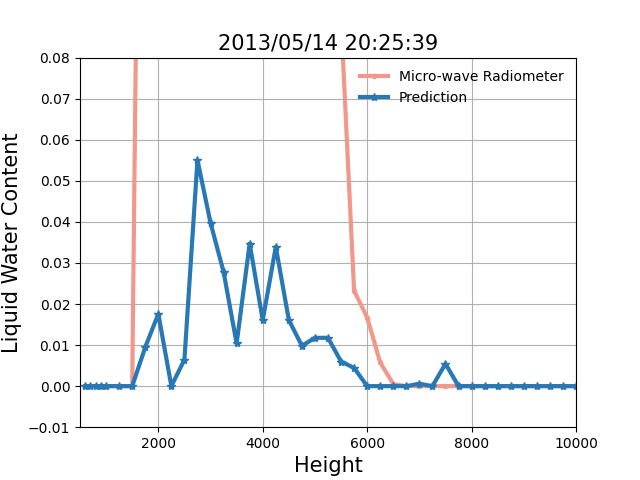 2013/05/14 20:25:39
Micro-wave Radiometer
Prediction
Liquid Water Content
0.08
0.07
0.06
0.05
0.04
0.03
0.02
0.01
0.00
−0.01
2000 4000 6000 8000 10000
Height